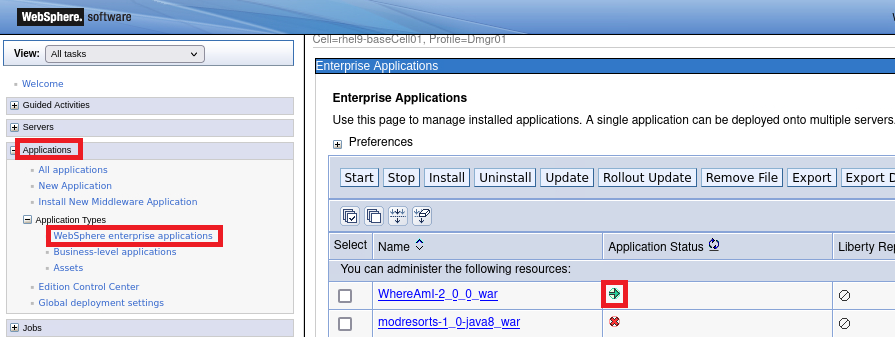 WebSphere. software
Cell=rhel9-baseCell01, Profile=Dmgr01
View: All tasks
Welcome
Guided Activities
Servers
Applications
All applications
New Application
Install New Middleware Application
Application Types
WebSphere enterprise applications
Business-level applications
Assets
Edition Control Center
Global deployment settings
Jobs
Enterprise Applications
Enterprise Applications
Use this page to manage installed applications. A single application can be deployed onto multiple servers.
Preferences
Start Stop Install Uninstall Update Rollout Update Remove File Export Export D
Select Name Application Status Liberty Rep
You can administer the following resources:
WhereAmI-2_0_0_war
modresorts-1_0-java8_war